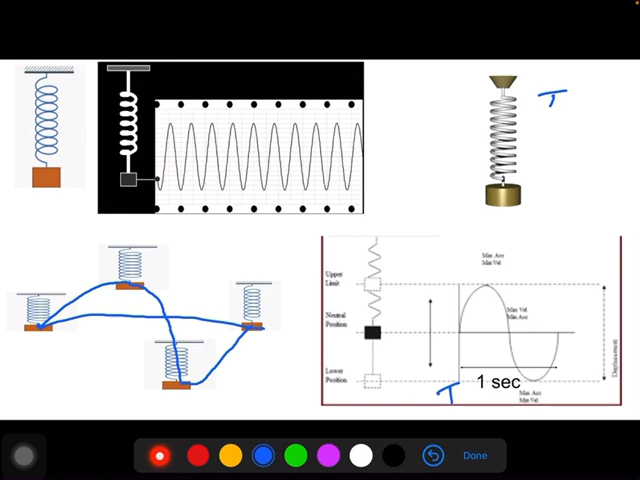 T
Max Acc
Min Vel
Upper
Limit
Max Vel
Min Acc
Neutral
Position
Displacement
Lower
Position
T
1 sec
Max Acc
Min Vel
Done